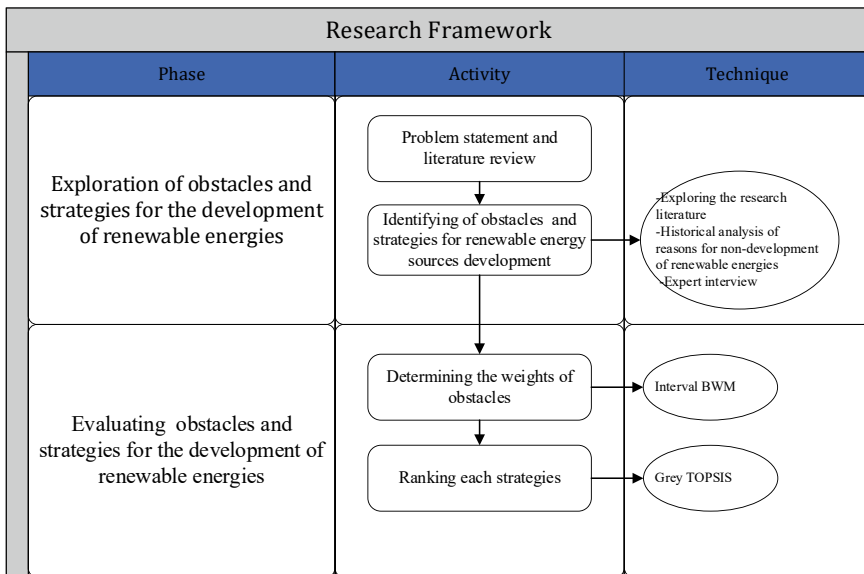 Research Framework
Phase
Activity
Technique
Exploration of obstacles and
strategies for the development
of renewable energies
Problem statement and
literature review
Identifying of obstacles and
strategies for renewable energy
sources development
-Exploring the research
literature
-Historical analysis of
reasons for non-development
of renewable energies
-Expert interview
Evaluating obstacles and
strategies for the development of
renewable energies
Determining the weights of
obstacles
Interval BWM
Ranking each strategies
Grey TOPSIS